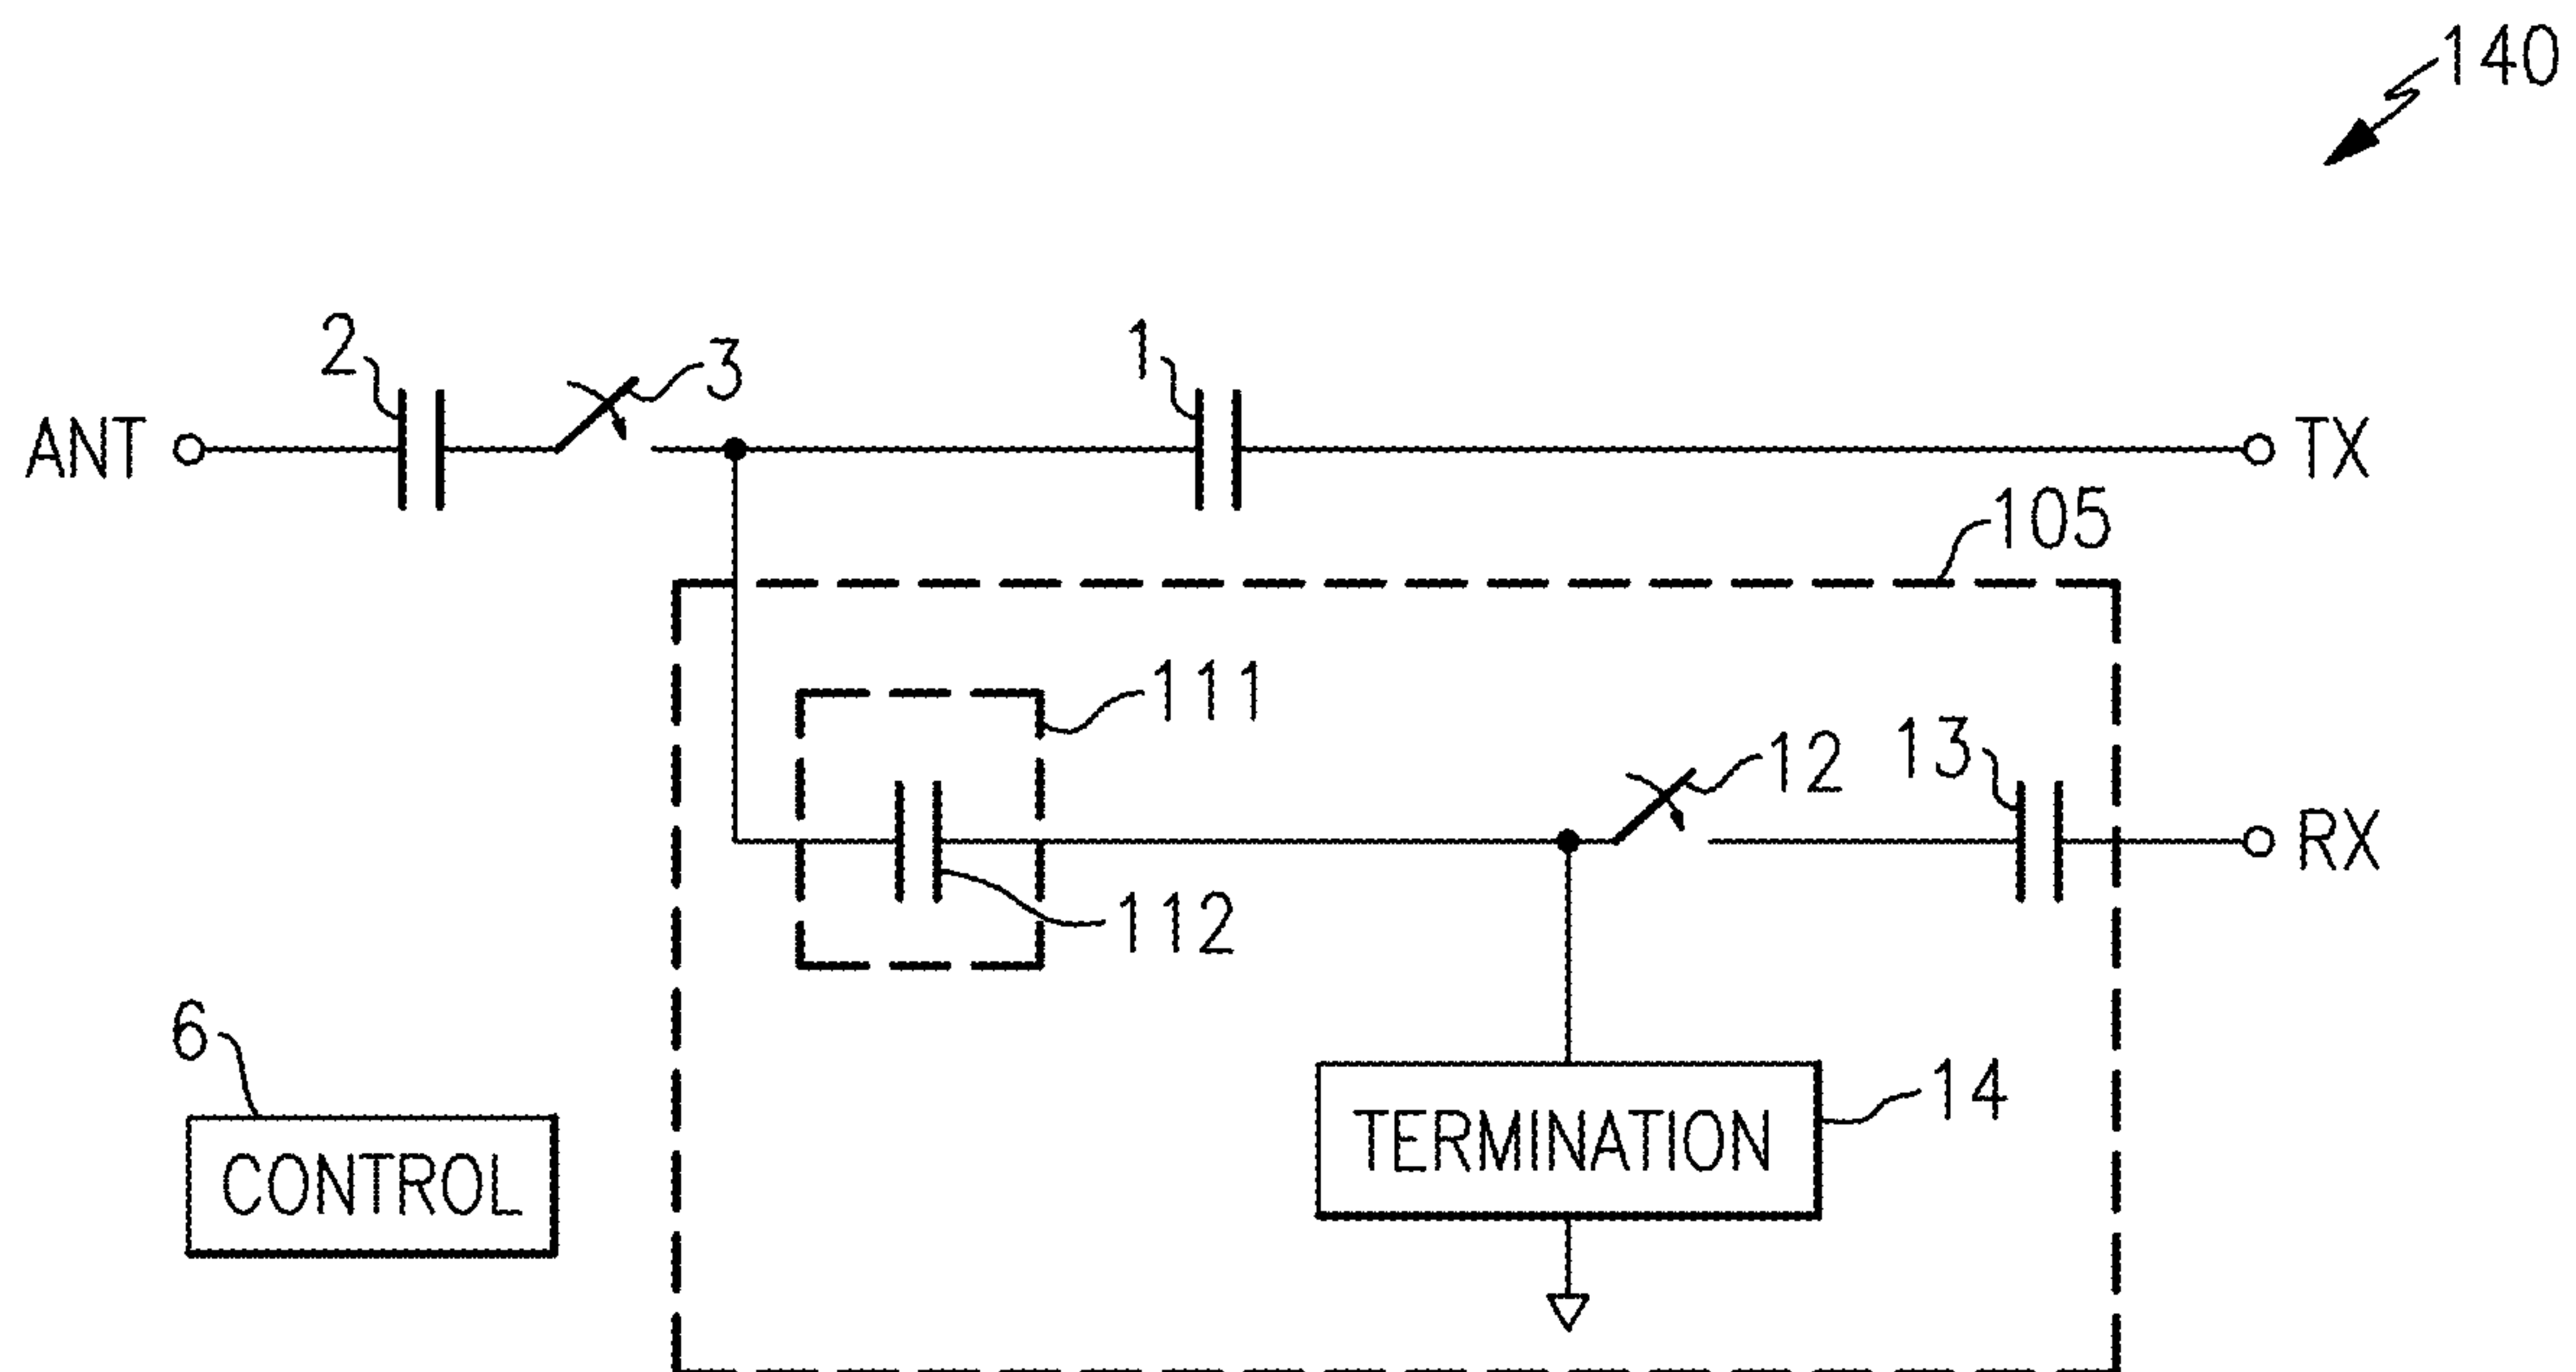 140
2
3
1
ANT
TX
105
111
12
13
RX
112
6
14
TERMINATION
CONTROL